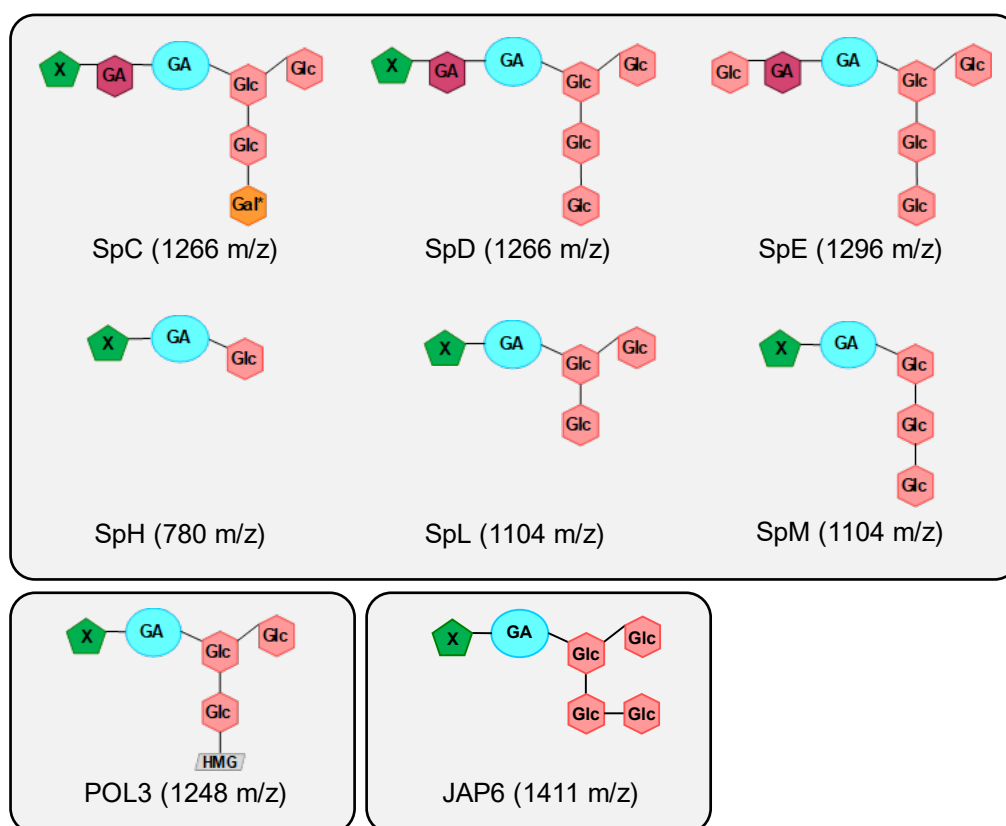 X GA GA Glc Glc Glc Gal*
X GA GA Glc Glc Glc Glc
Glc GA GA Glc Glc Glc Glc
SpC (1266 m/z)
SpD (1266 m/z)
SpE (1296 m/z)
X GA Glc
X GA Glc Glc Glc
X GA Glc Glc Glc
SpH (780 m/z)
SpL (1104 m/z)
SpM (1104 m/z)
X GA Glc Glc Glc HMG
X GA Glc Glc Glc Glc
POL3 (1248 m/z)
JAP6 (1411 m/z)